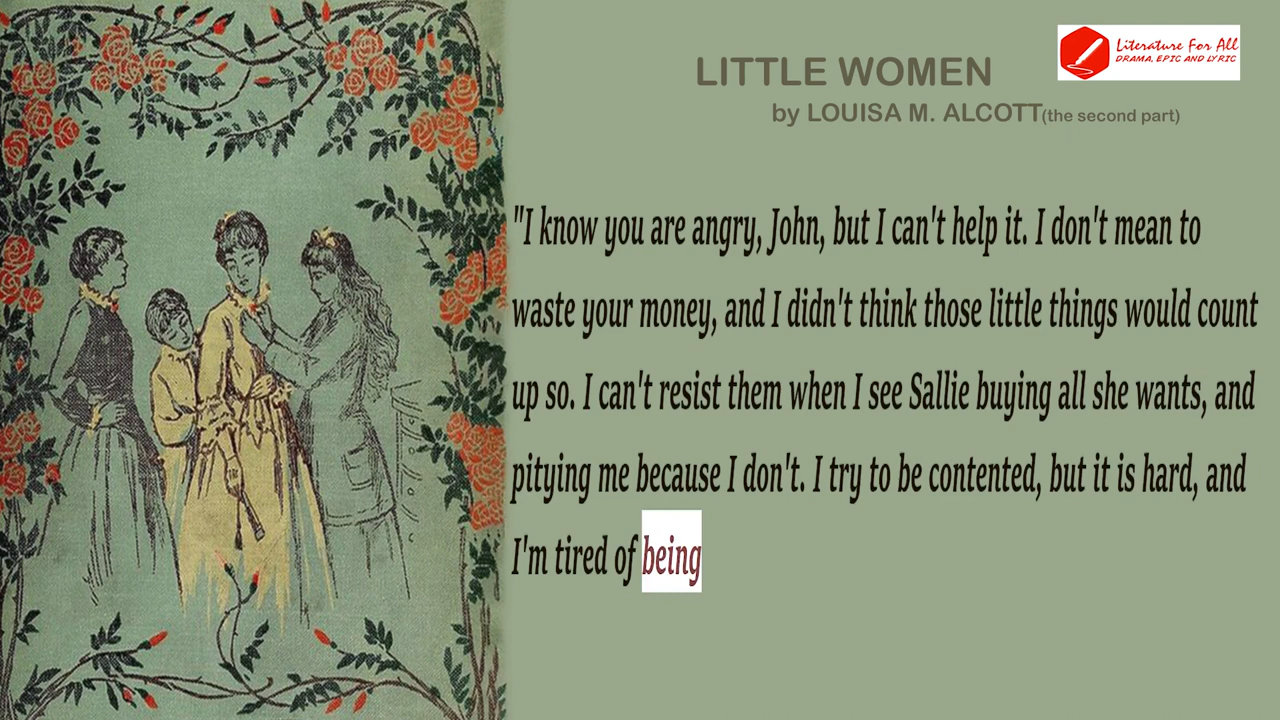 Literature For All
DRAMA, EPIC AND LYRIC
LITTLE WOMEN
by LOUISA M. ALCOTT(the second part)
"I know you are angry, John, but I can't help it. I don't mean to
waste your money, and I didn't think those little things would count
up so. I can't resist them when I see Sallie buying all she wants, and
pitying me because I don't. I try to be contented, but it is hard, and
I'm tired of being